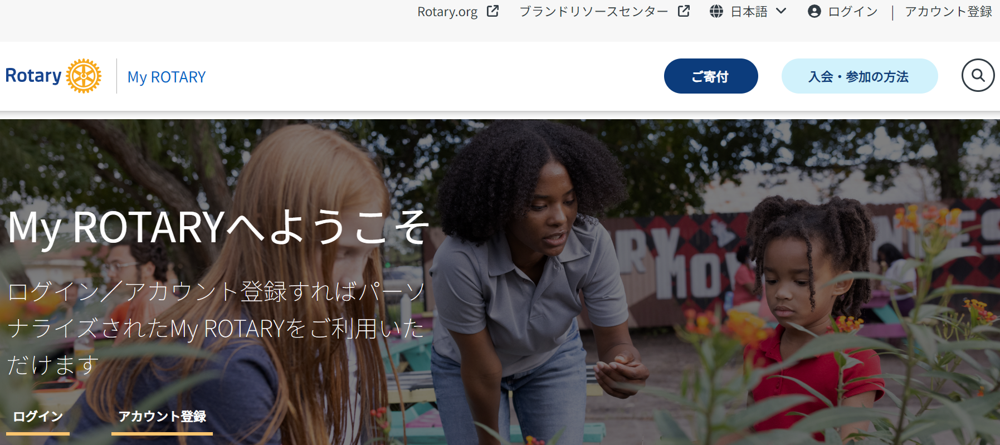 Rotary.org
ブランドリソースセンター
日本語
ログイン | アカウント登録
Rotary
My ROTARY
ご寄付
入会・参加の方法
My ROTARYへようこそ
ログイン／アカウント登録すればパーソ
ナライズされたMy ROTARYをご利用いた
だけます
ログイン
アカウント登録